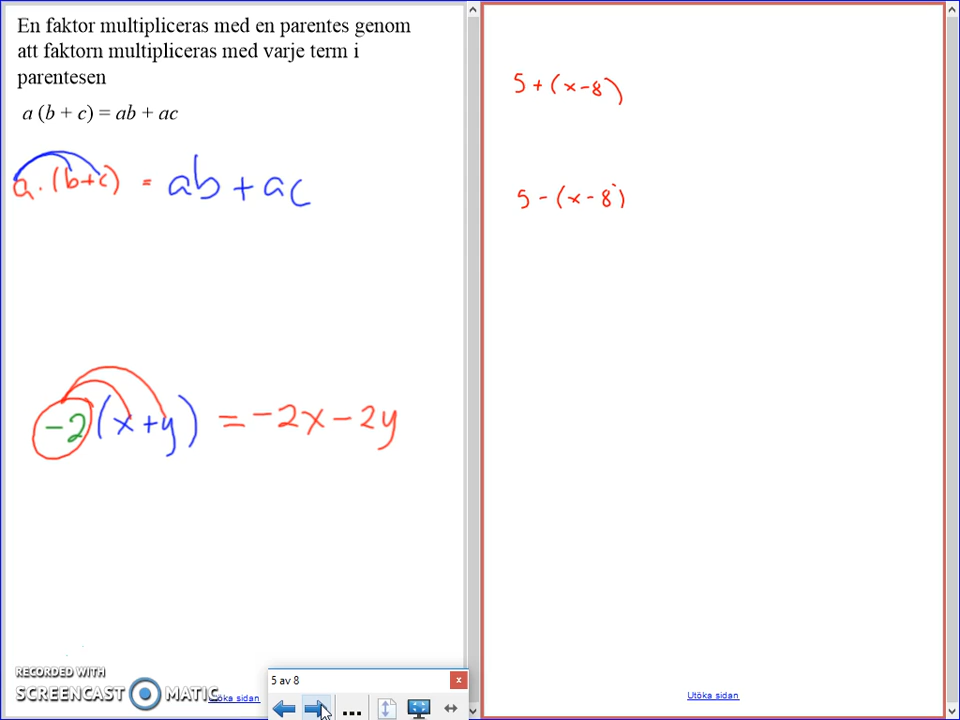 En faktor multipliceras med en parentes genom
att faktorn multipliceras med varje term i
parentesen
a (b + c) = ab + ac
a · (b+c) = ab + ac
-2(x+y) = -2x - 2y
RECORDED WITH
SCREENCAST MATIC
Utöka sidan
5 av 8
5 + (x-8)
5 - (x-8)
Utöka sidan